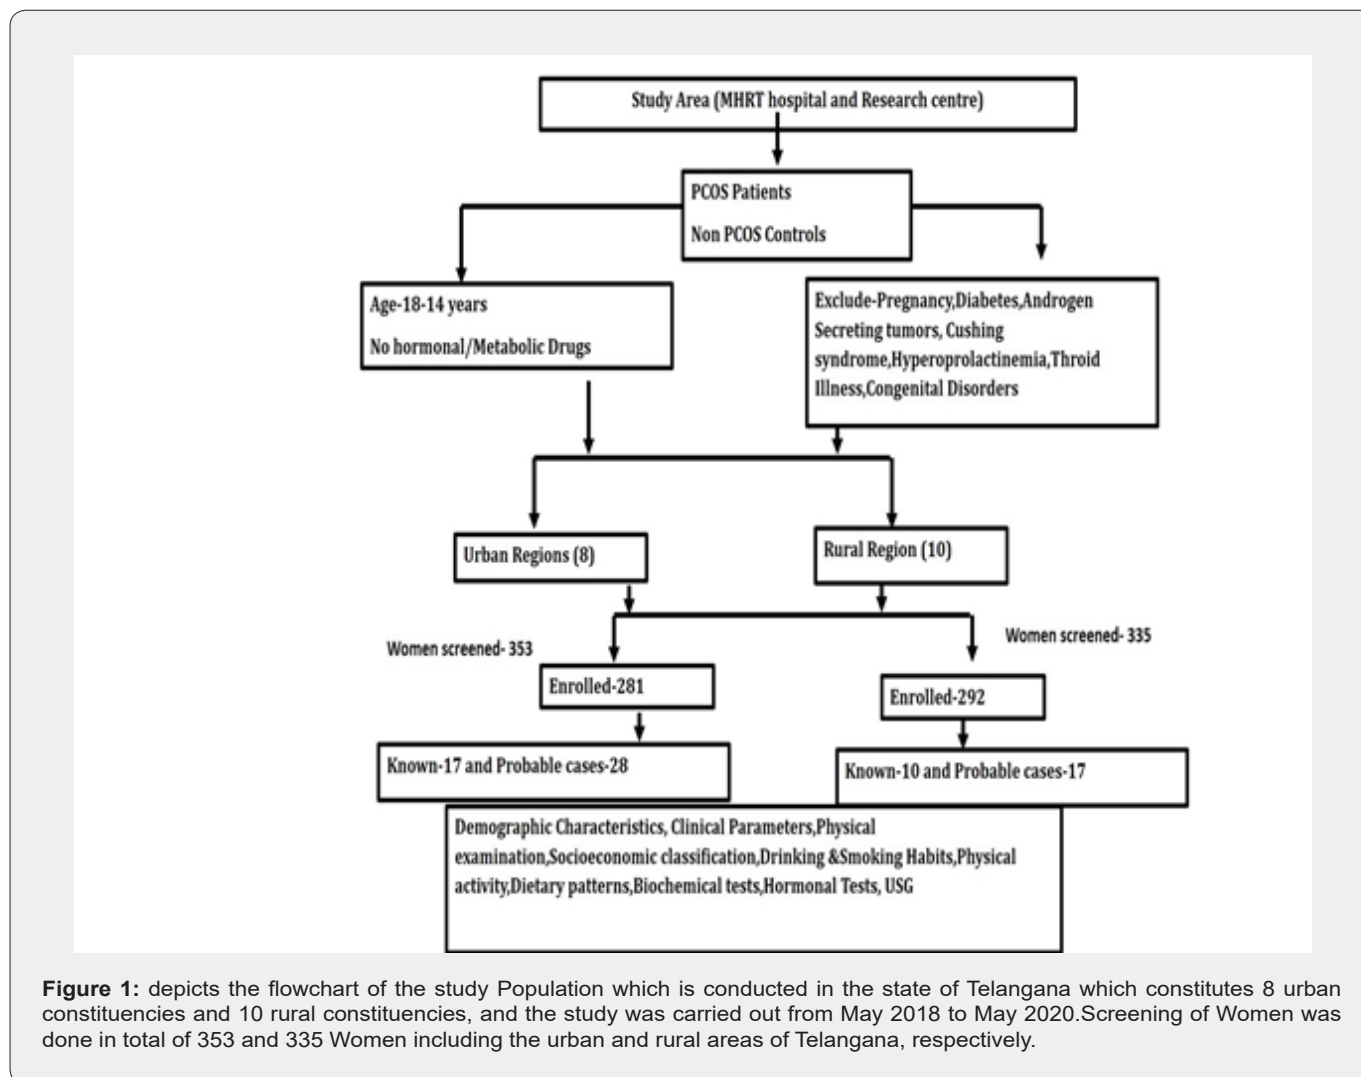 Study Area (MHRT hospital and Research centre)
PCOS Patients
Non PCOS Controls
Age-18-14 years
No hormonal/Metabolic Drugs
Exclude-Pregnancy,Diabetes,Androgen
Secreting tumors, Cushing
syndrome,Hyperoprolactinemia,Throid
Illness,Congenital Disorders
Urban Regions (8)
Rural Region (10)
Women screened- 353
Women screened- 335
Enrolled-281
Enrolled-292
Known-17 and Probable cases-28
Known-10 and Probable cases-17
Demographic Characteristics, Clinical Parameters,Physical
examination,Socioeconomic classification,Drinking &Smoking Habits,Physical
activity,Dietary patterns,Biochemical tests,Hormonal Tests, USG
Figure 1: depicts the flowchart of the study Population which is conducted in the state of Telangana which constitutes 8 urban
constituencies and 10 rural constituencies, and the study was carried out from May 2018 to May 2020.Screening of Women was
done in total of 353 and 335 Women including the urban and rural areas of Telangana, respectively.